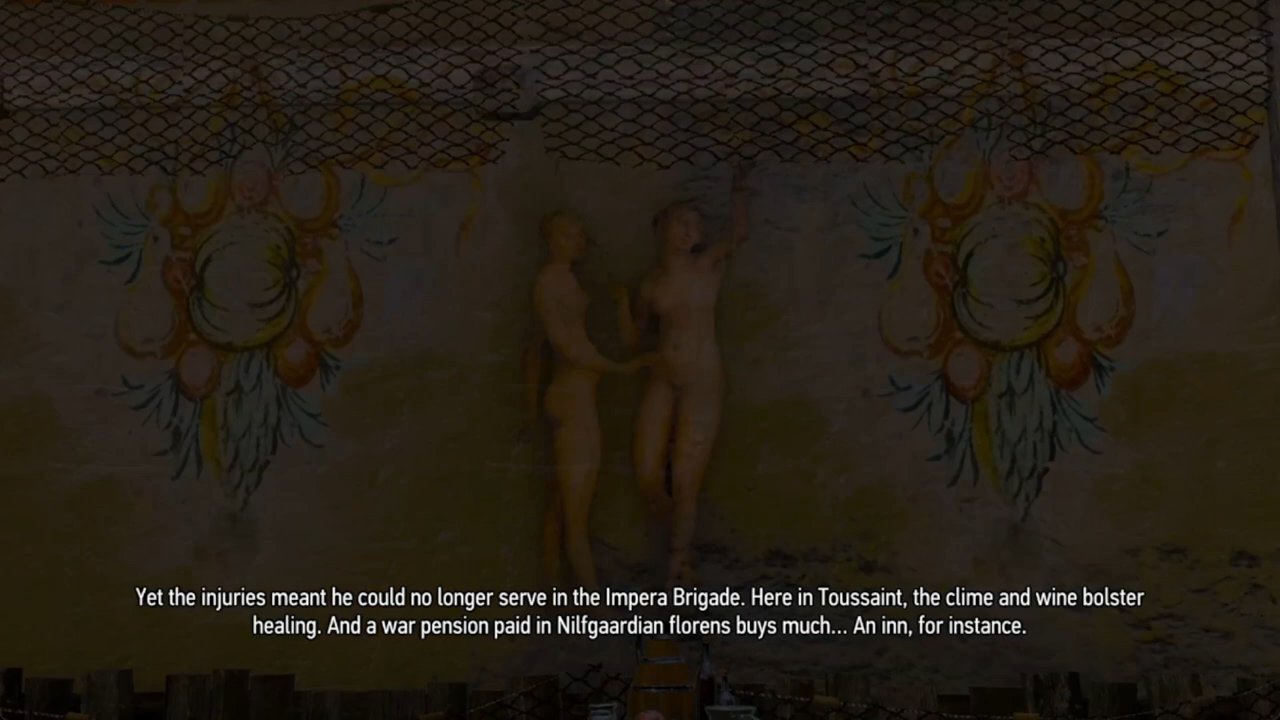 Yet the injuries meant he could no longer serve in the Impera Brigade. Here in Toussaint, the clime and wine bolster
healing. And a war pension paid in Nilfgaardian florens buys much... An inn, for instance.